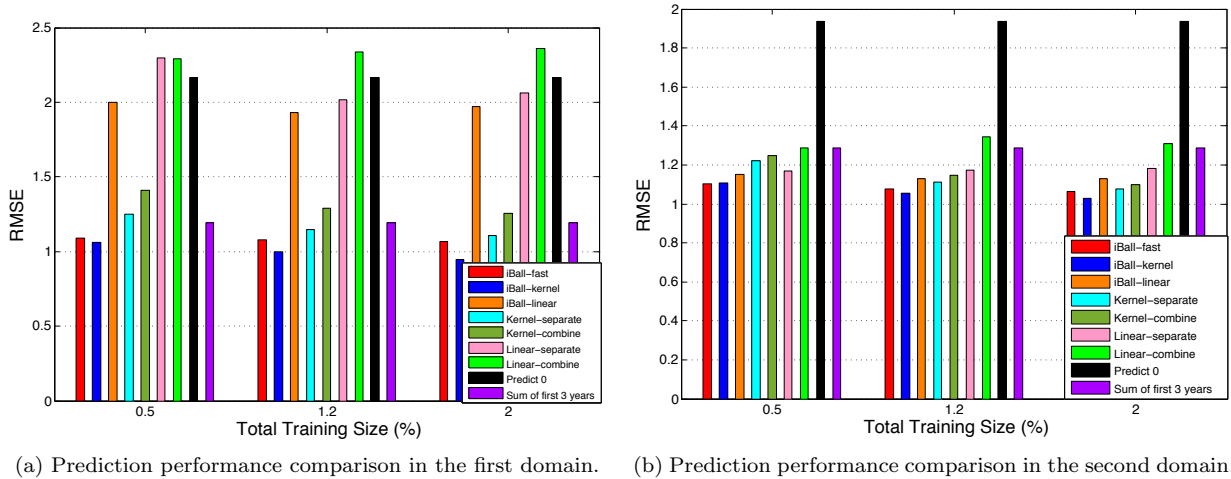 2.5
2
1.5
1
0.5
0
RMSE
0.5
1.2
2
Total Training Size (%)
iBall-fast
iBall-kernel
iBall-linear
Kernel-separate
Kernel-combine
Linear-separate
Linear-combine
Predict 0
Sum of first 3 years
(a) Prediction performance comparison in the first domain.
2
1.8
1.6
1.4
1.2
1
0.8
0.6
0.4
0.2
0
RMSE
0.5
1.2
2
Total Training Size (%)
iBall-fast
iBall-kernel
iBall-linear
Kernel-separate
Kernel-combine
Linear-separate
Linear-combine
Predict 0
Sum of first 3 years
(b) Prediction performance comparison in the second domain